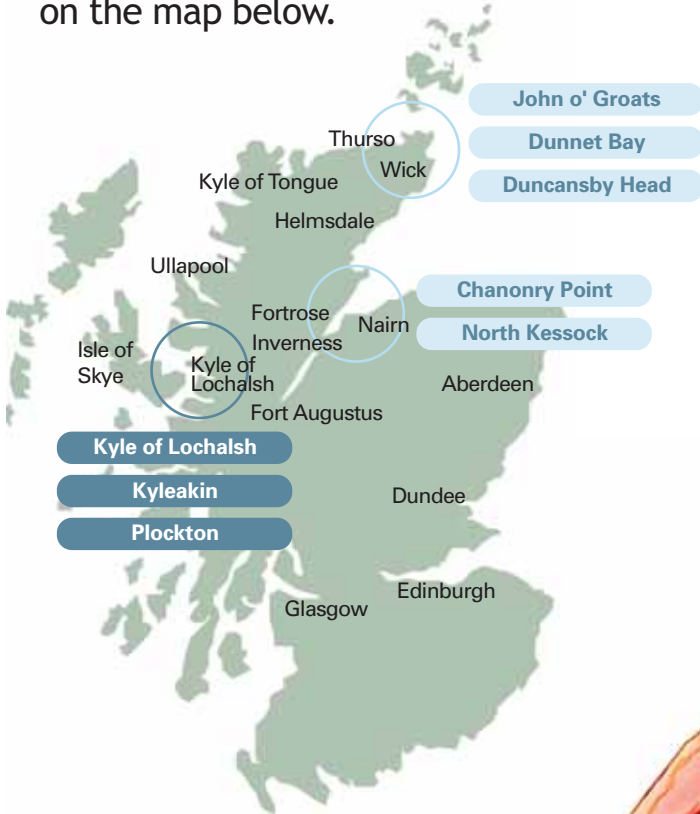 on the map below.
John o' Groats
Thurso
Dunnet Bay
Wick
Kyle of Tongue
Duncansby Head
Helmsdale
Ullapool
Chanonry Point
Fortrose
Nairn
North Kessock
Inverness
Isle of
Skye
Kyle of
Lochalsh
Aberdeen
Fort Augustus
Kyle of Lochalsh
Kyleakin
Dundee
Plockton
Edinburgh
Glasgow